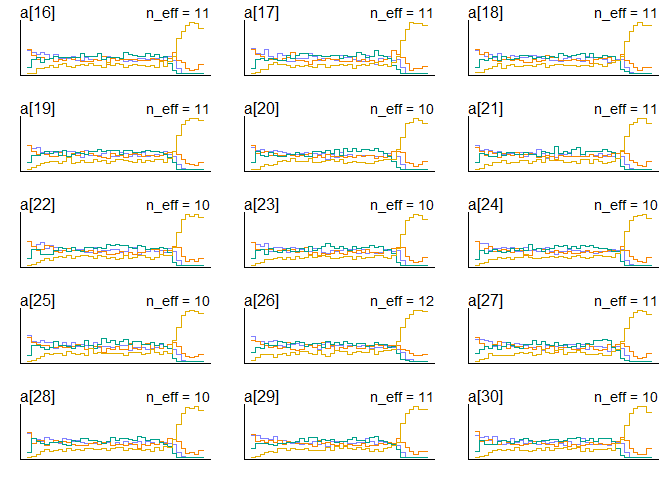 a[16] n_eff = 11 a[17] n_eff = 11 a[18] n_eff = 11
a[19] n_eff = 11 a[20] n_eff = 10 a[21] n_eff = 11
a[22] n_eff = 10 a[23] n_eff = 10 a[24] n_eff = 10
a[25] n_eff = 10 a[26] n_eff = 12 a[27] n_eff = 11
a[28] n_eff = 10 a[29] n_eff = 11 a[30] n_eff = 10